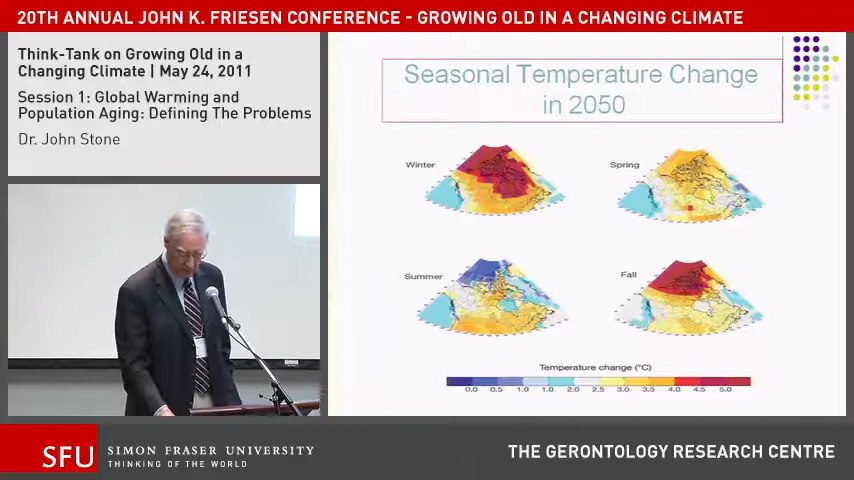 20TH ANNUAL JOHN K. FRIESEN CONFERENCE - GROWING OLD IN A CHANGING CLIMATE
Think-Tank on Growing Old in a
Changing Climate | May 24, 2011
Session 1: Global Warming and
Population Aging: Defining The Problems
Dr. John Stone
Seasonal Temperature Change
in 2050
Winter
Spring
Summer
Fall
Temperature change (°C)
0.0 0.5 1.0 1.0 2.0 2.5 3.0 3.5 4.0 4.5 5.0
SFU SIMON FRASER UNIVERSITY
THINKING OF THE WORLD
THE GERONTOLOGY RESEARCH CENTRE